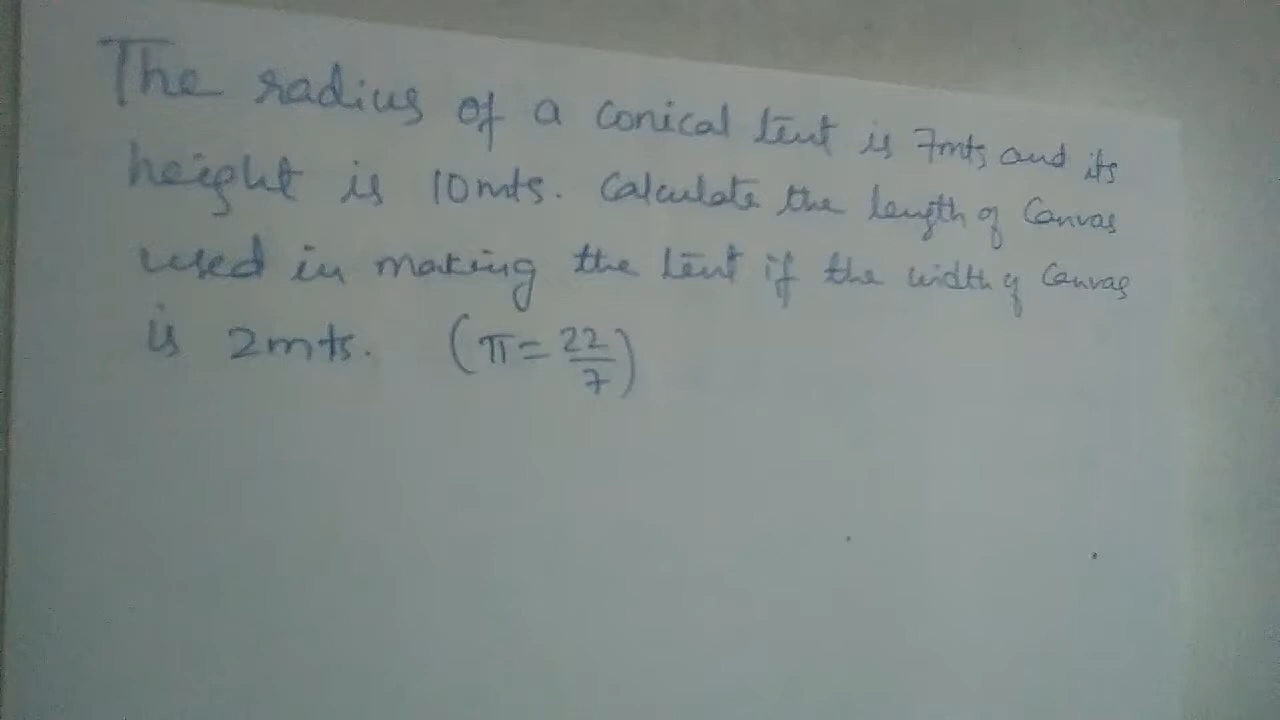 The radius of a conical tent is 7mts and its
height is 10mts. Calculate the length of Canvas
used in making the tent if the width of Canvas
is 2mts. (π = 22/7)